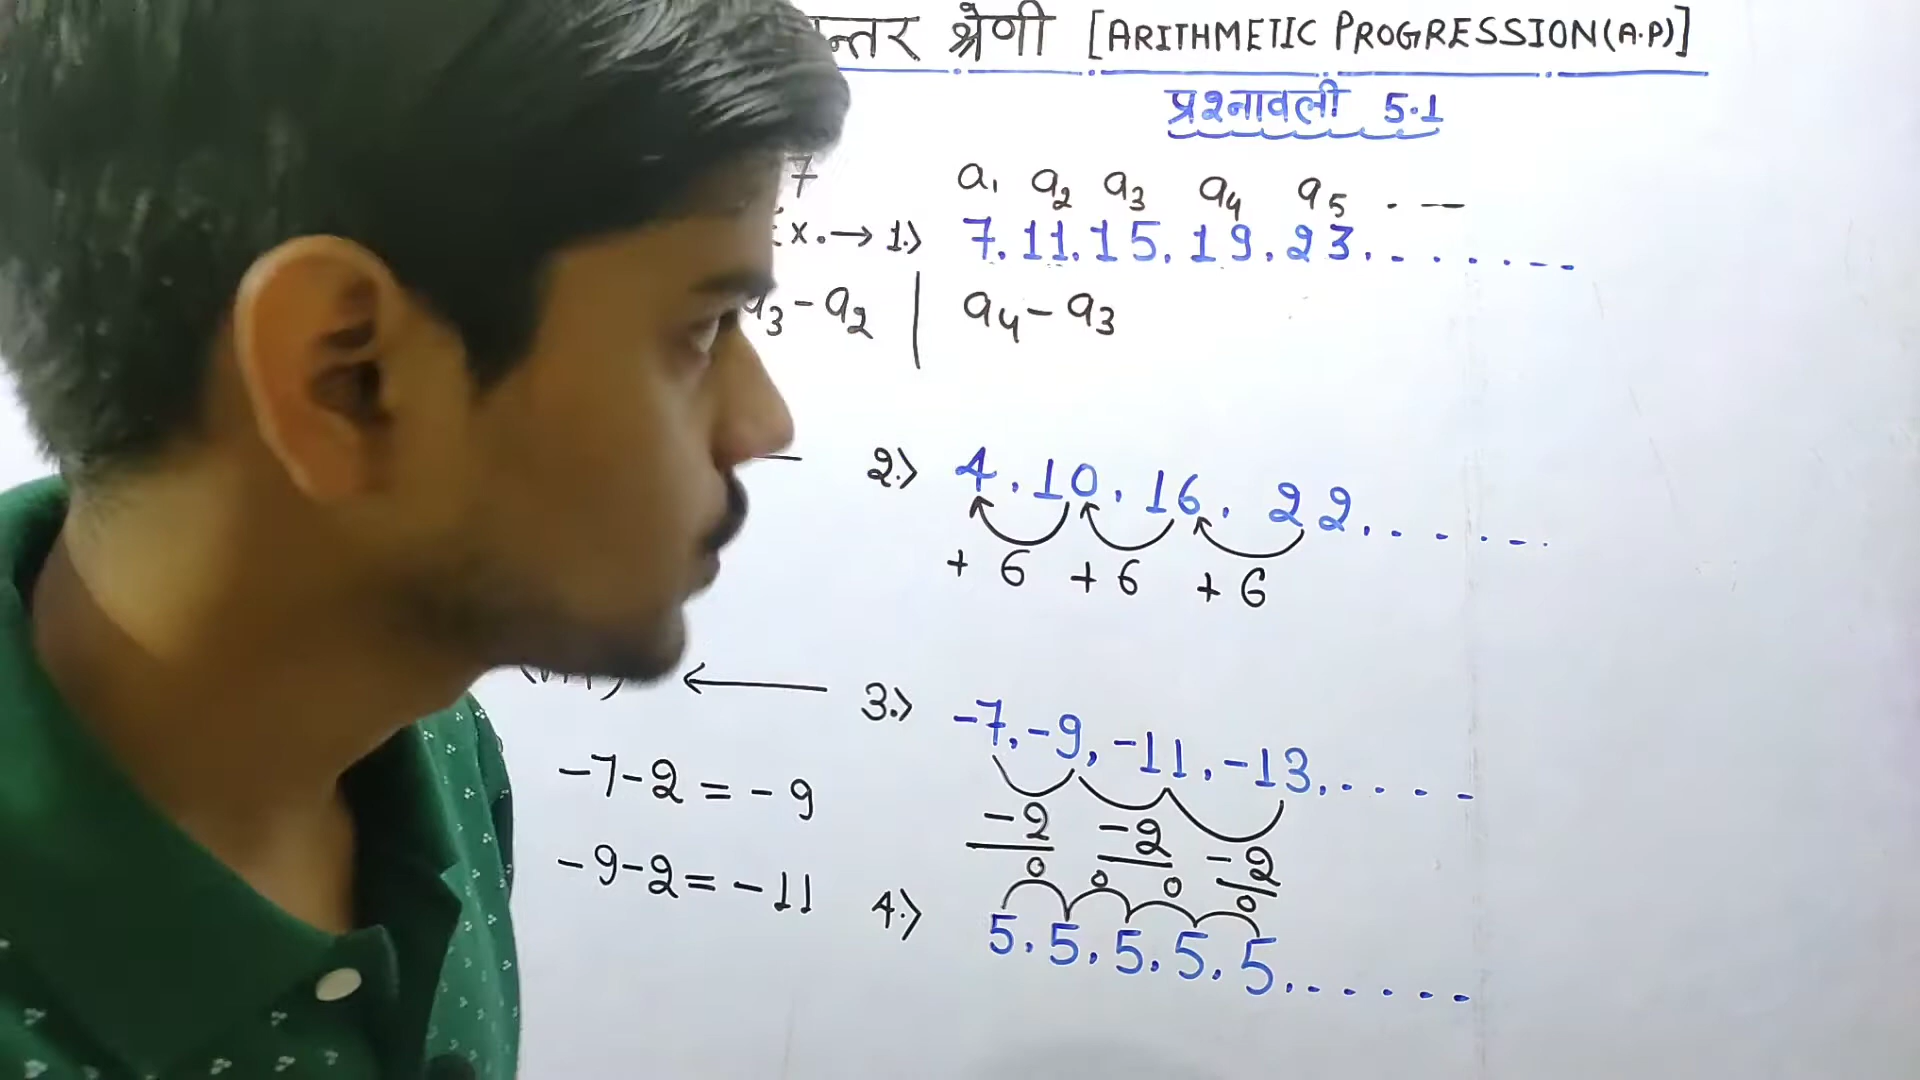 श्रेणी [ARITHMETIC PROGRESSION(A.P)]
प्रश्नावली 5.1
7
a₁ a₂ a₃ a₄ a₅ . —
Ex.→ 1.> 7. 11. 15. 19. 23. . . . . . --
a₃ - a₂ | a₄ - a₃
2.> 4. 10. 16. 22. . . . . - .
+ 6 + 6 + 6
← 3.> -7, -9, -11, -13, . . . - -
-7-2 = -9
-2 -2 -2
-9-2 = -11
0 0 0 0
4.> 5. 5. 5. 5. 5. . . . . . .